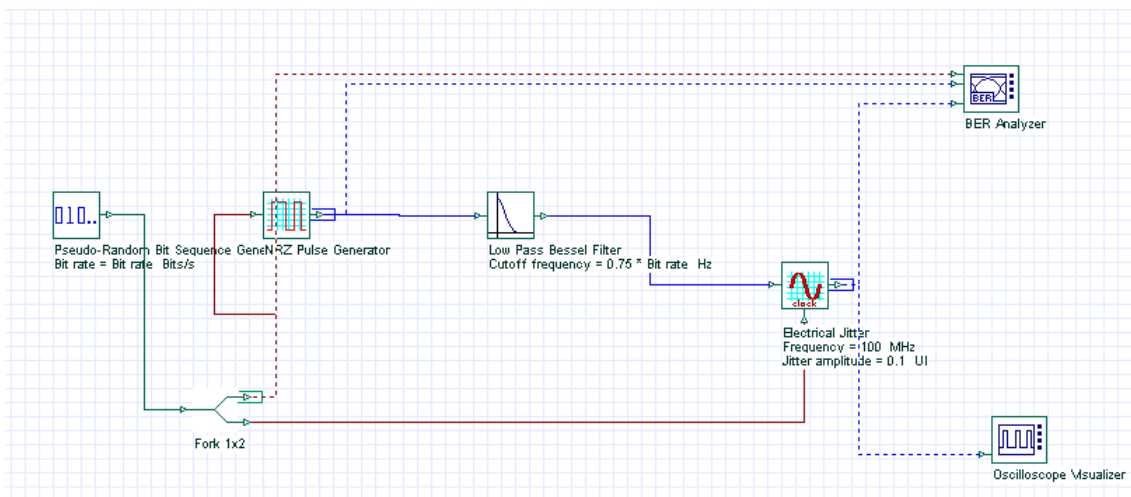 BER
BER Analyzer
010..
Pseudo-Random Bit Sequence Gene
NRZ Pulse Generator
Bit rate = Bit rate Bits/s
Low Pass Bessel Filter
Cutoff frequency = 0.75 * Bit rate Hz
clock
Electrical Jitter
Frequency = 100 MHz
Jitter amplitude = 0.1 UI
Fork 1x2
Oscilloscope Visualizer